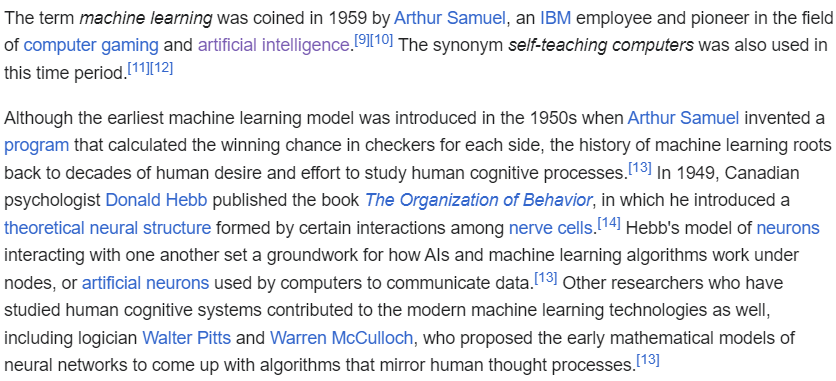 The term machine learning was coined in 1959 by Arthur Samuel, an IBM employee and pioneer in the field
of computer gaming and artificial intelligence.[9][10] The synonym self-teaching computers was also used in
this time period.[11][12]
Although the earliest machine learning model was introduced in the 1950s when Arthur Samuel invented a
program that calculated the winning chance in checkers for each side, the history of machine learning roots
back to decades of human desire and effort to study human cognitive processes.[13] In 1949, Canadian
psychologist Donald Hebb published the book The Organization of Behavior, in which he introduced a
theoretical neural structure formed by certain interactions among nerve cells.[14] Hebb's model of neurons
interacting with one another set a groundwork for how AIs and machine learning algorithms work under
nodes, or artificial neurons used by computers to communicate data.[13] Other researchers who have
studied human cognitive systems contributed to the modern machine learning technologies as well,
including logician Walter Pitts and Warren McCulloch, who proposed the early mathematical models of
neural networks to come up with algorithms that mirror human thought processes.[13]